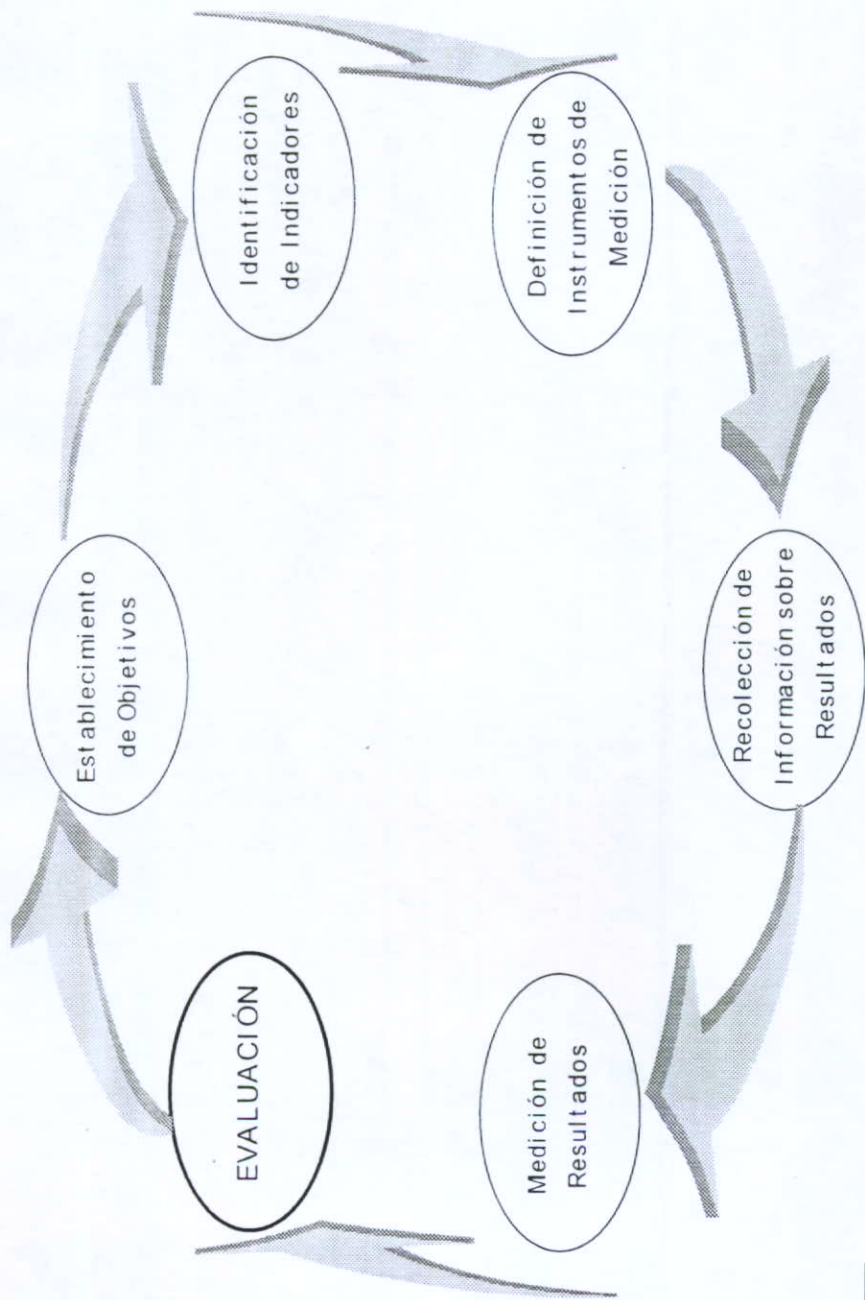 EVALUACIÓN
Establecimiento
de Objetivos
Identificación
de Indicadores
Definición de
Instrumentos de
Medición
Recolección de
Información sobre
Resultados
Medición de
Resultados